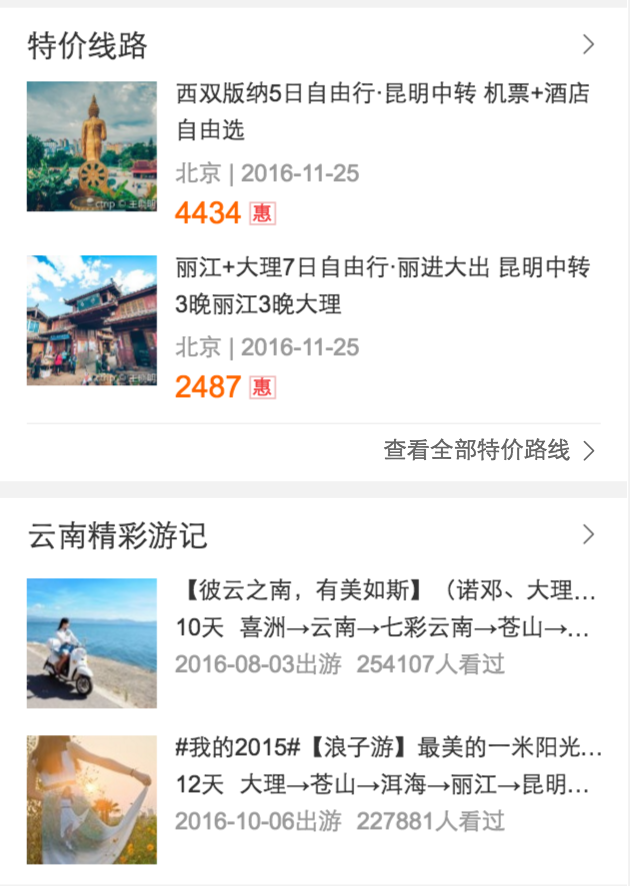 特价线路
西双版纳5日自由行·昆明中转 机票+酒店
自由选
北京 | 2016-11-25
4434 惠
丽江+大理7日自由行·丽进大出 昆明中转
3晚丽江3晚大理
北京 | 2016-11-25
2487 惠
查看全部特价路线
云南精彩游记
【彼云之南，有美如斯】（诺邓、大理...
10天 喜洲→云南→七彩云南→苍山→...
2016-08-03出游 254107人看过
#我的2015#【浪子游】最美的一米阳光...
12天 大理→苍山→洱海→丽江→昆明...
2016-10-06出游 227881人看过